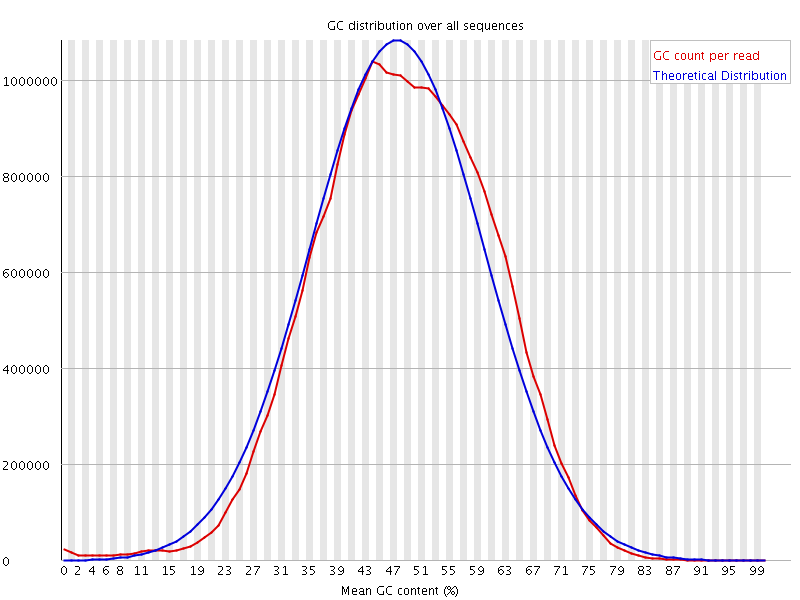 GC distribution over all sequences
GC count per read
Theoretical Distribution
1000000
800000
600000
400000
200000
0
0 2 4 6 8 11 15 19 23 27 31 35 39 43 47 51 55 59 63 67 71 75 79 83 87 91 95 99
Mean GC content (%)